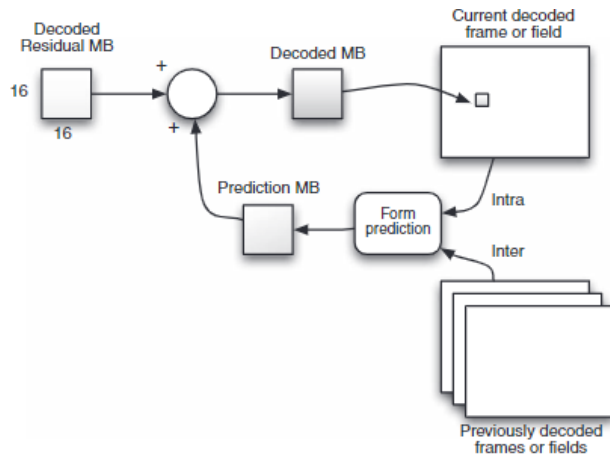 Decoded
Residual MB
16
16
+
+
Decoded MB
Current decoded
frame or field
Prediction MB
Form
prediction
Intra
Inter
Previously decoded
frames or fields